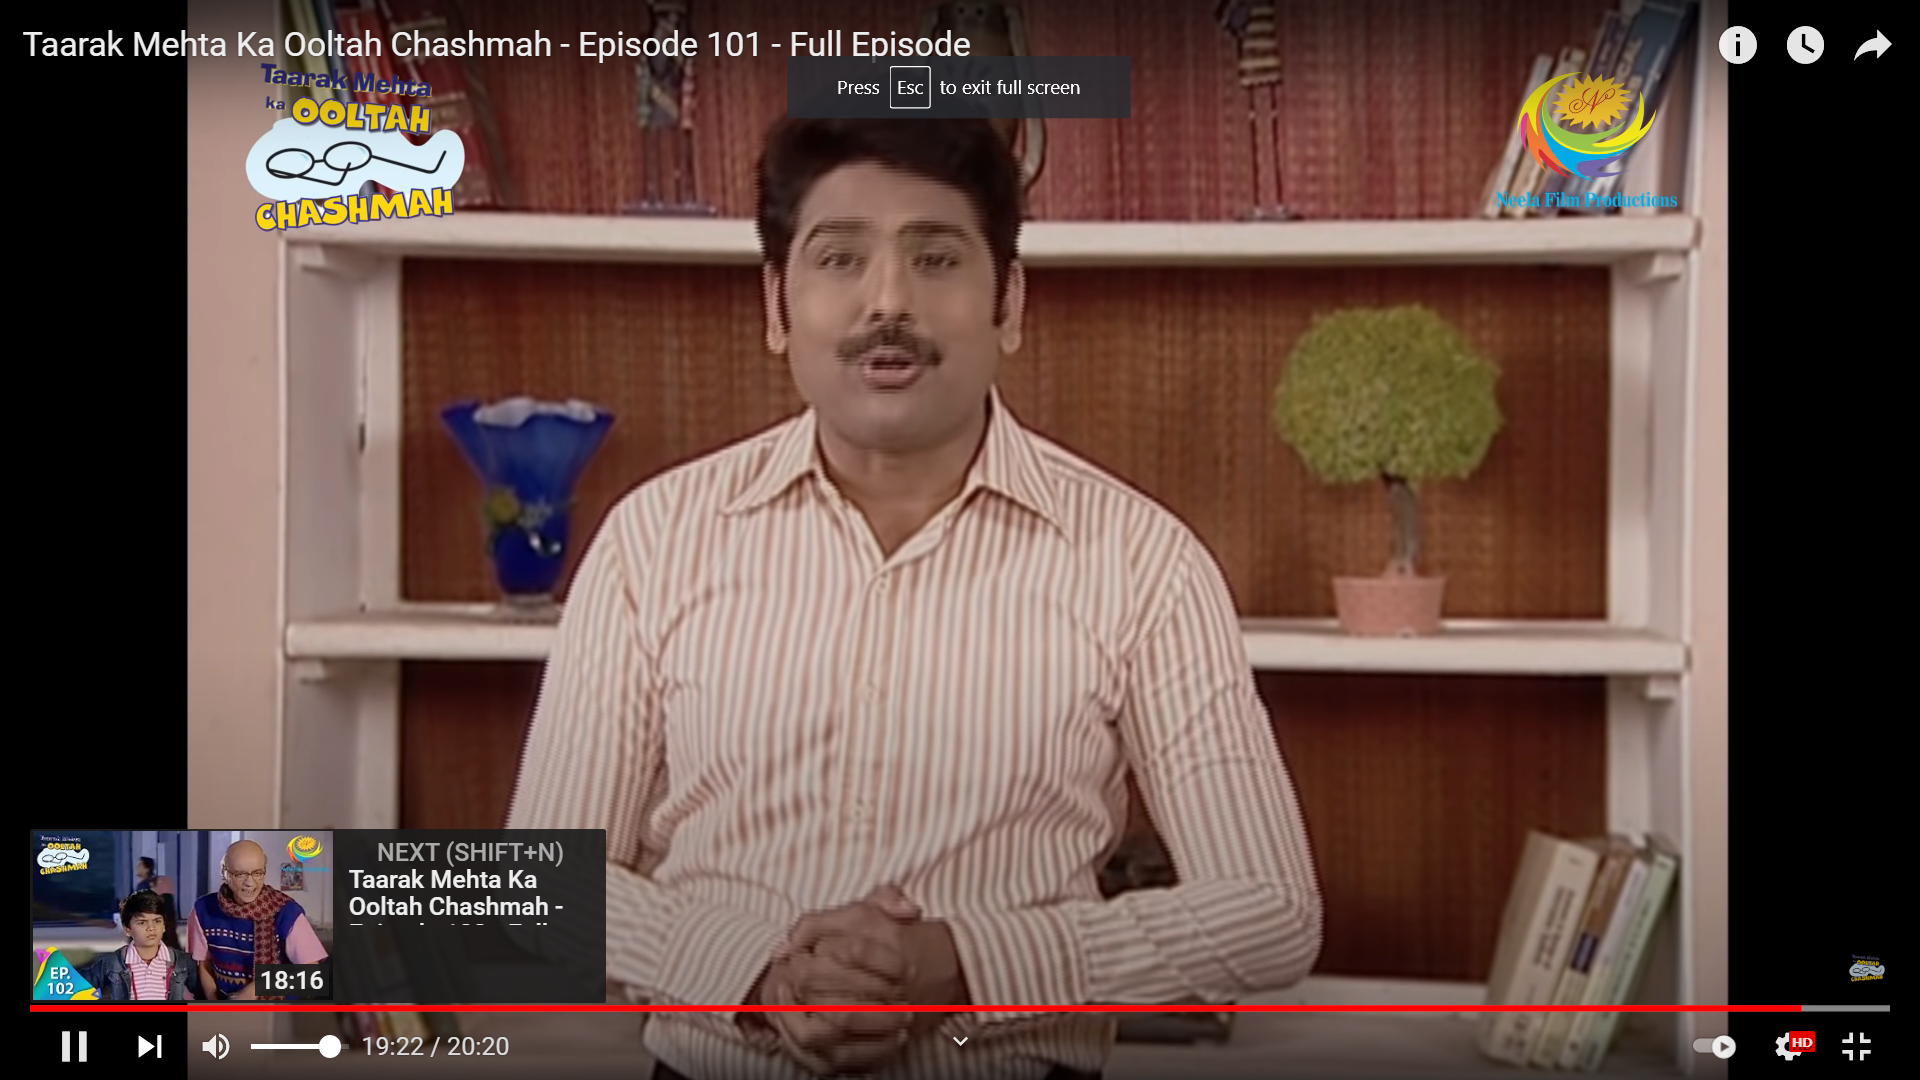 Taarak Mehta Ka Ooltah Chashmah - Episode 101 - Full Episode
Press Esc to exit full screen
Taarak Mehta
ka OOLTAH
CHASHMAH
Neela Film Productions
NEXT (SHIFT+N)
Taarak Mehta Ka
Ooltah Chashmah -
OOLTAH
CHASHMAH
EP.
102
18:16
19:22 / 20:20
HD